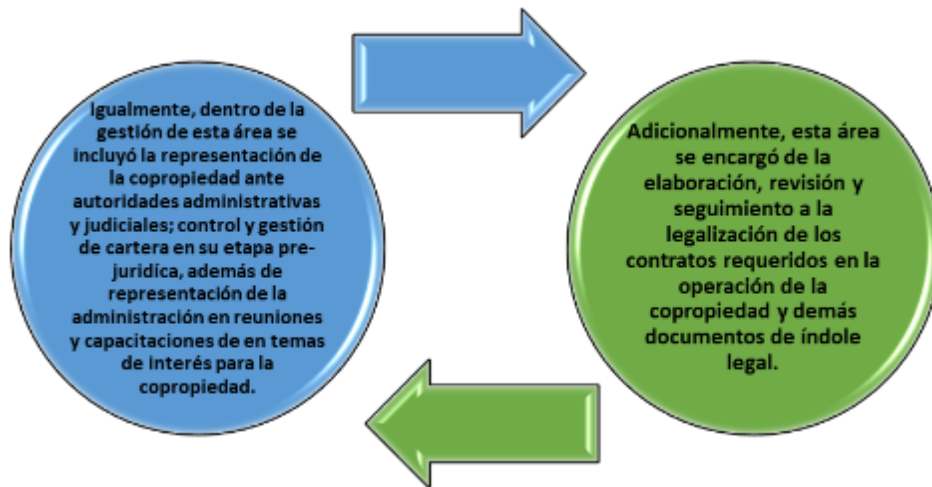 Igualmente, dentro de la
gestión de esta área se
incluyó la representación de
la copropiedad ante
autoridades administrativas
y judiciales; control y gestión
de cartera en su etapa pre-
juridíca, además de
representación de la
administración en reuniones
y capacitaciones de en temas
de interés para la
copropiedad.
Adicionalmente, esta área
se encargó de la
elaboración, revisión y
seguimiento a la
legalización de los
contratos requeridos en la
operación de la
copropiedad y demás
documentos de índole
legal.